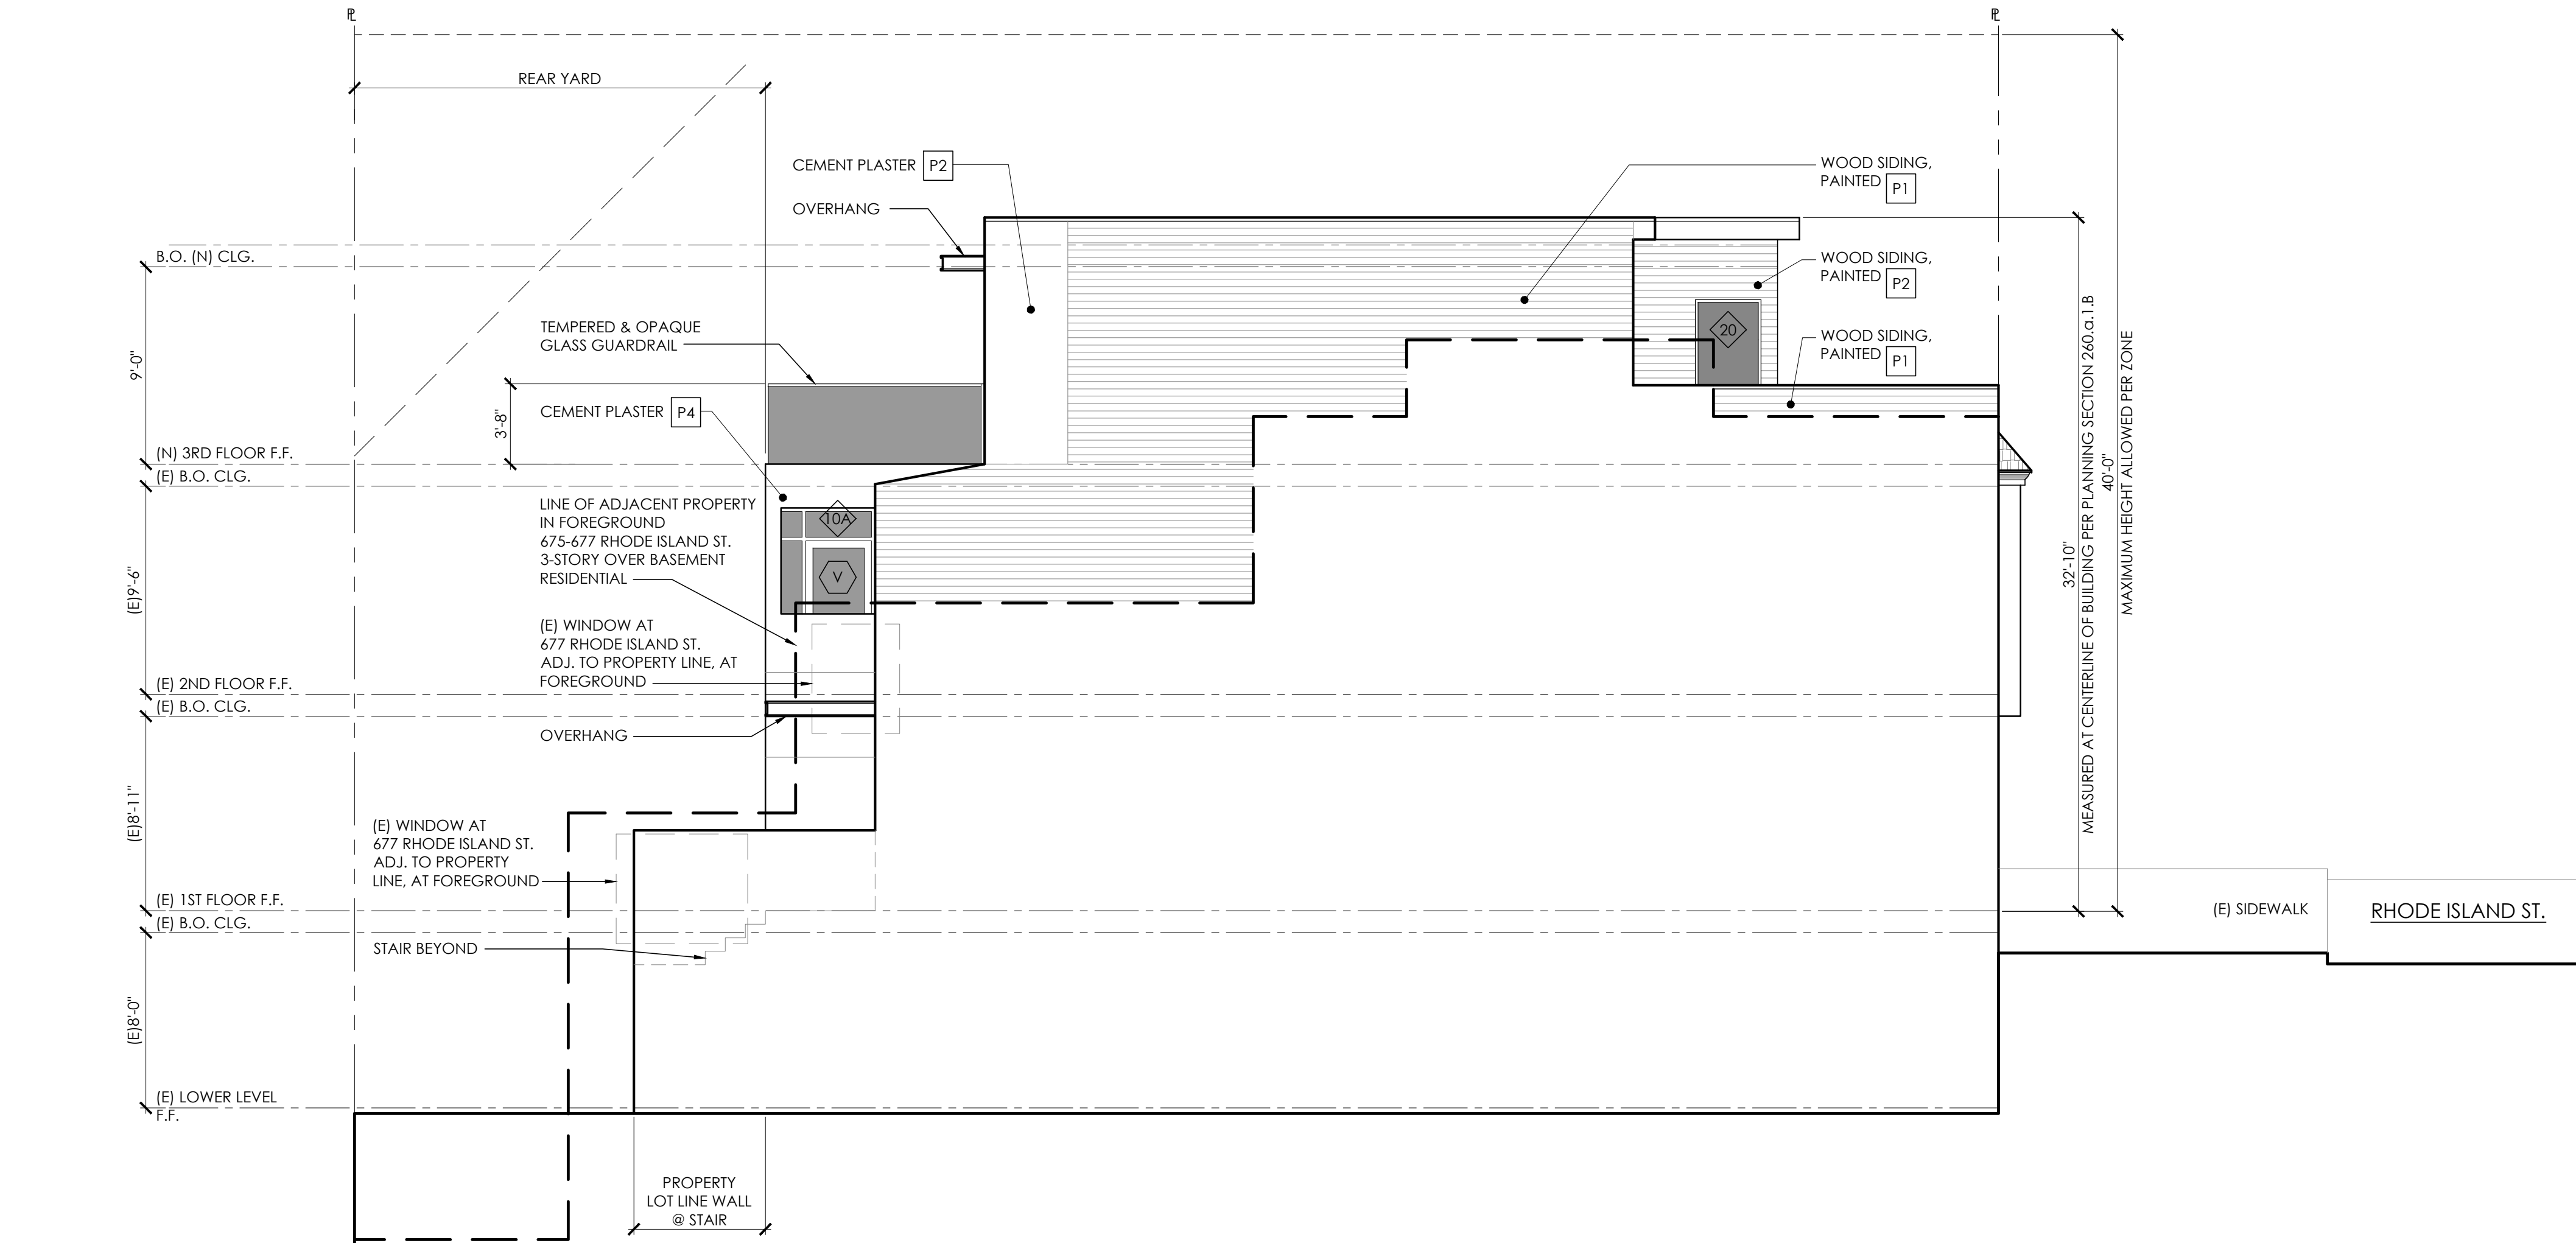 PL
PL
REAR YARD
CEMENT PLASTER P2
OVERHANG
WOOD SIDING,
PAINTED P1
WOOD SIDING,
PAINTED P2
WOOD SIDING,
PAINTED P1
20
B.O. (N) CLG.
9'-0"
TEMPERED & OPAQUE
GLASS GUARDRAIL
3'-8"
CEMENT PLASTER P4
(N) 3RD FLOOR F.F.
(E) B.O. CLG.
LINE OF ADJACENT PROPERTY
IN FOREGROUND
675-677 RHODE ISLAND ST.
3-STORY OVER BASEMENT
RESIDENTIAL
10A
V
(E)9'-6"
(E) WINDOW AT
677 RHODE ISLAND ST.
ADJ. TO PROPERTY LINE, AT
FOREGROUND
(E) 2ND FLOOR F.F.
(E) B.O. CLG.
OVERHANG
(E)8'-11"
(E) WINDOW AT
677 RHODE ISLAND ST.
ADJ. TO PROPERTY
LINE, AT FOREGROUND
(E) 1ST FLOOR F.F.
(E) B.O. CLG.
STAIR BEYOND
(E)8'-0"
(E) LOWER LEVEL
F.F.
PROPERTY
LOT LINE WALL
@ STAIR
32'-10"
MEASURED AT CENTERLINE OF BUILDING PER PLANNING SECTION 260.a.1.B
40'-0"
MAXIMUM HEIGHT ALLOWED PER ZONE
(E) SIDEWALK
RHODE ISLAND ST.